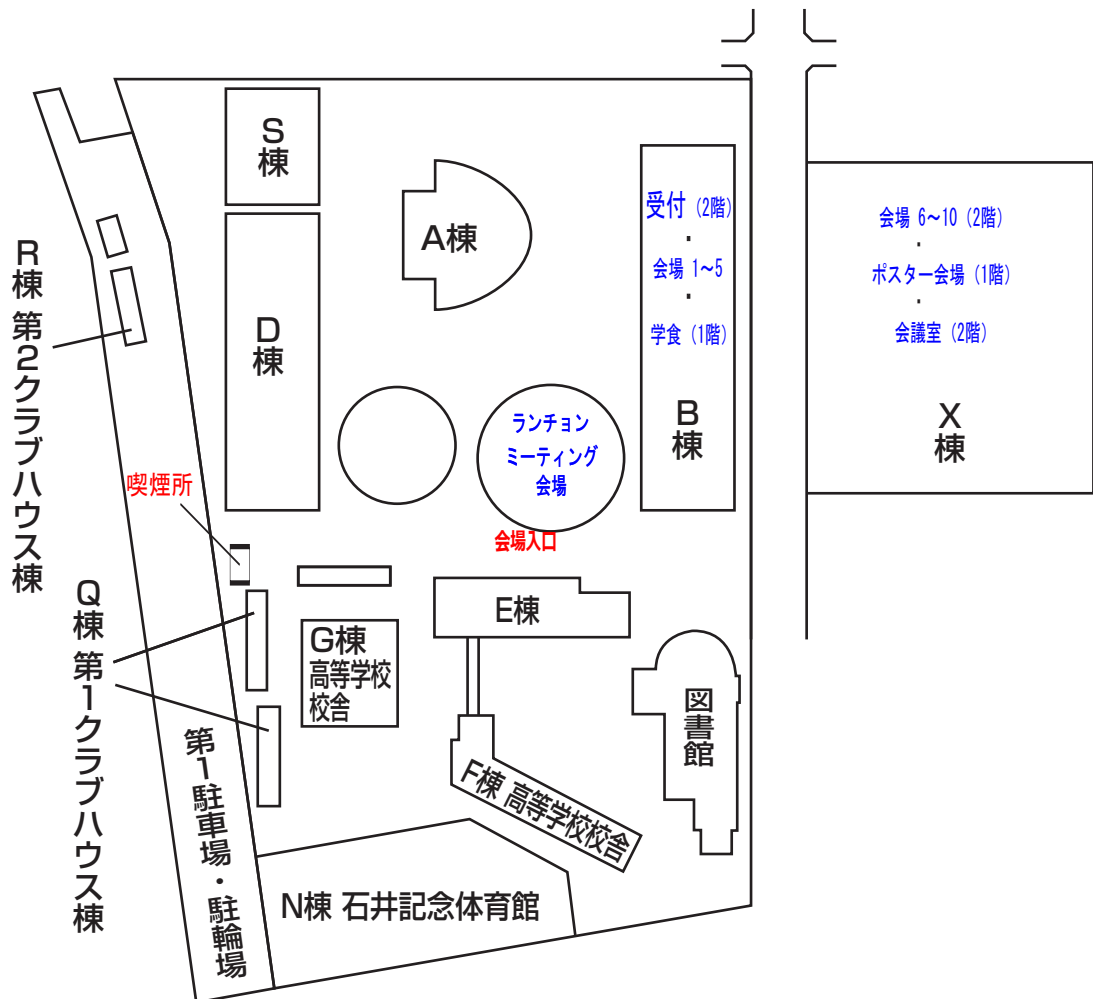 S
棟
A棟
受付 (2階)
・
会場 1～5
・
学食 (1階)
B
棟
会場 6～10 (2階)
・
ポスター会場 (1階)
・
会議室 (2階)
X
棟
R棟 第2クラブハウス棟
D
棟
ランチョン
ミーティング
会場
喫煙所
会場入口
Q棟 第1クラブハウス棟
E棟
G棟
高等学校
校舎
図書館
F棟 高等学校校舎
第1駐車場・駐輪場
N棟 石井記念体育館